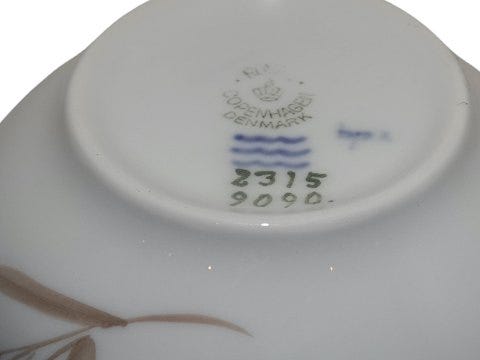 COPENHAGEN
DENMARK
2315
9090.